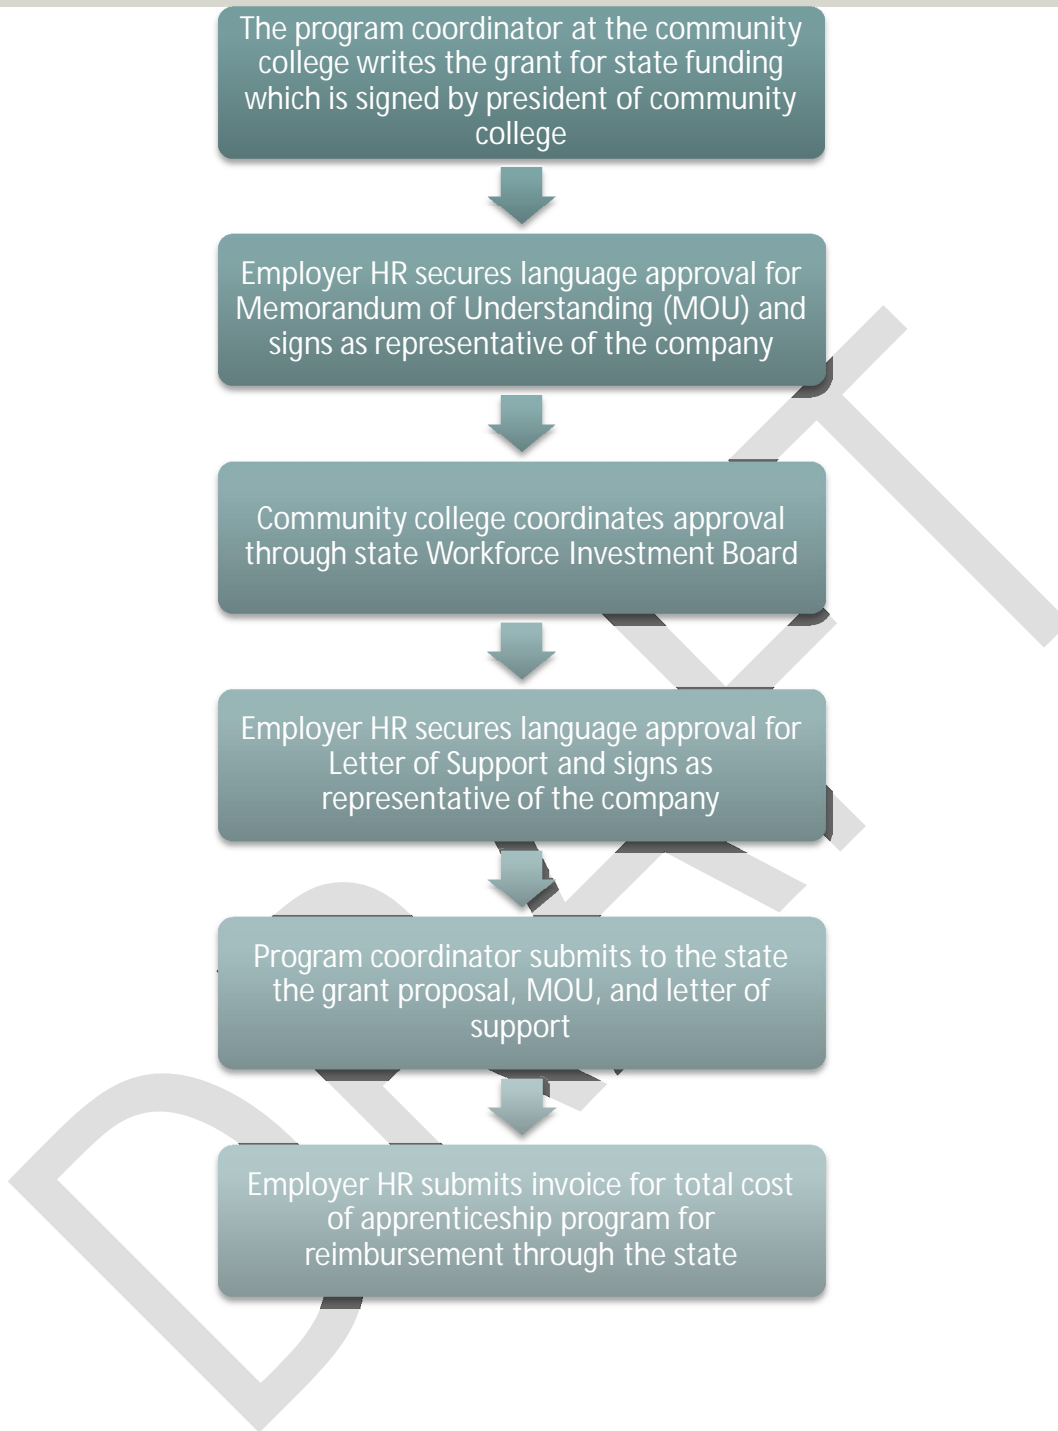 The program coordinator at the community
college writes the grant for state funding
which is signed by president of community
college
Employer HR secures language approval for
Memorandum of Understanding (MOU) and
signs as representative of the company
Community college coordinates approval
through state Workforce Investment Board
Employer HR secures language approval for
Letter of Support and signs as
representative of the company
Program coordinator submits to the state
the grant proposal, MOU, and letter of
support
Employer HR submits invoice for total cost
of apprenticeship program for
reimbursement through the state
DRAFT